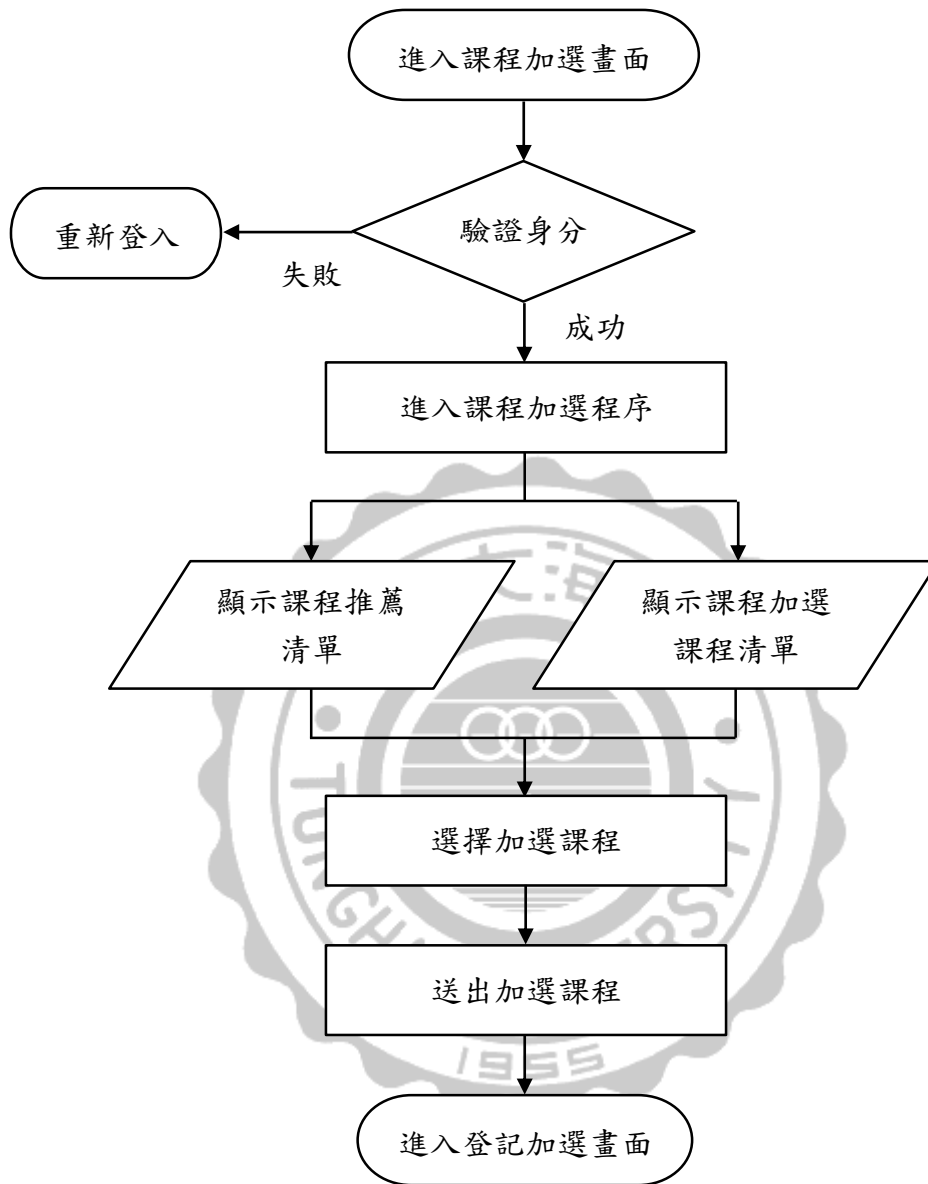 進入課程加選畫面
驗證身分
重新登入
失敗
成功
進入課程加選程序
顯示課程推薦
清單
顯示課程加選
課程清單
選擇加選課程
送出加選課程
1955
進入登記加選畫面